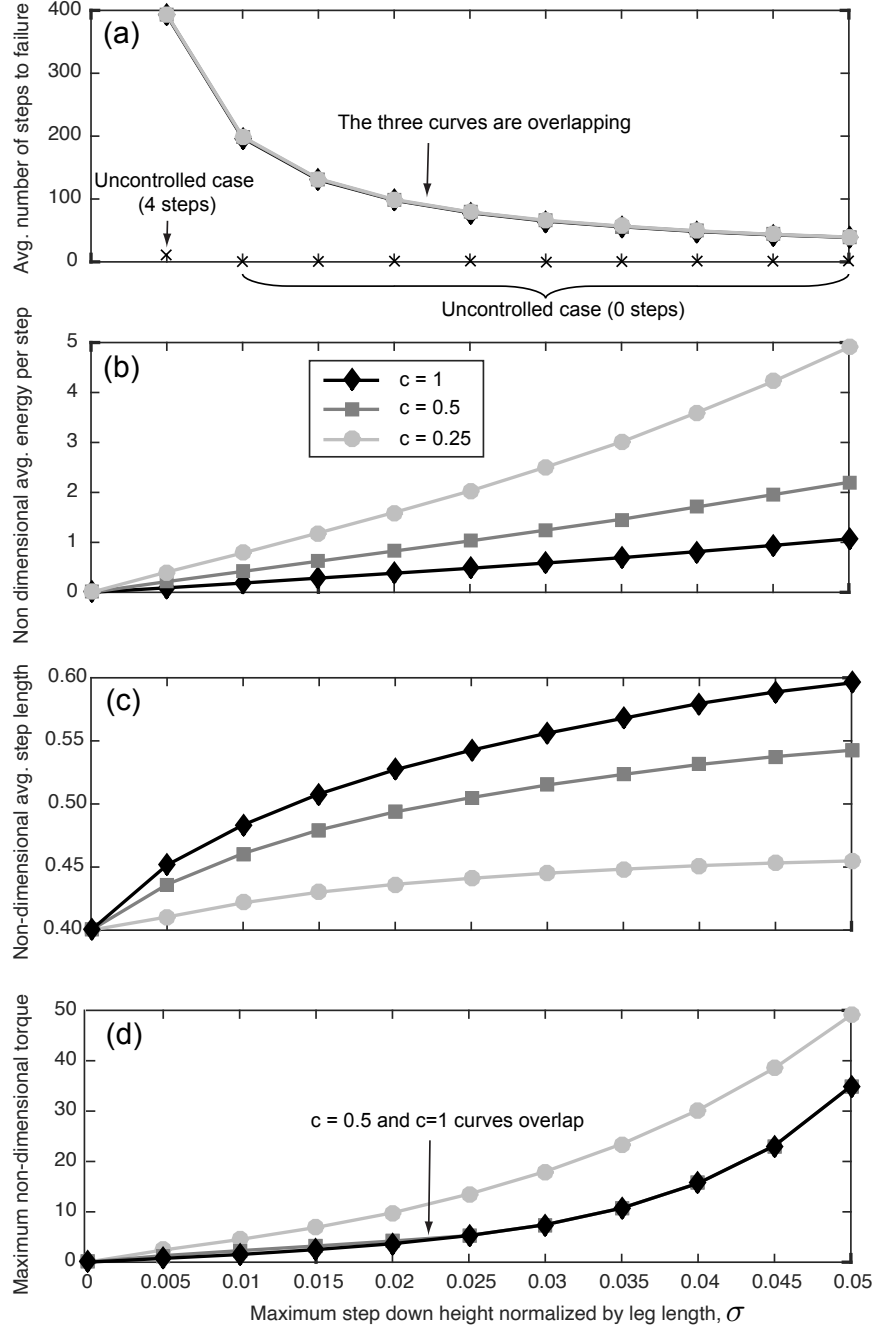 (a)
Avg. number of steps to failure
400
300
200
100
0
The three curves are overlapping
Uncontrolled case
(4 steps)
Uncontrolled case (0 steps)
(b)
Non dimensional avg. energy per step
5
4
3
2
1
0
c = 1
c = 0.5
c = 0.25
(c)
Non-dimensional avg. step length
0.60
0.55
0.50
0.45
0.40
(d)
Maximum non-dimensional torque
50
40
30
20
10
0
c = 0.5 and c=1 curves overlap
0 0.005 0.01 0.015 0.02 0.025 0.03 0.035 0.04 0.045 0.05
Maximum step down height normalized by leg length, σ